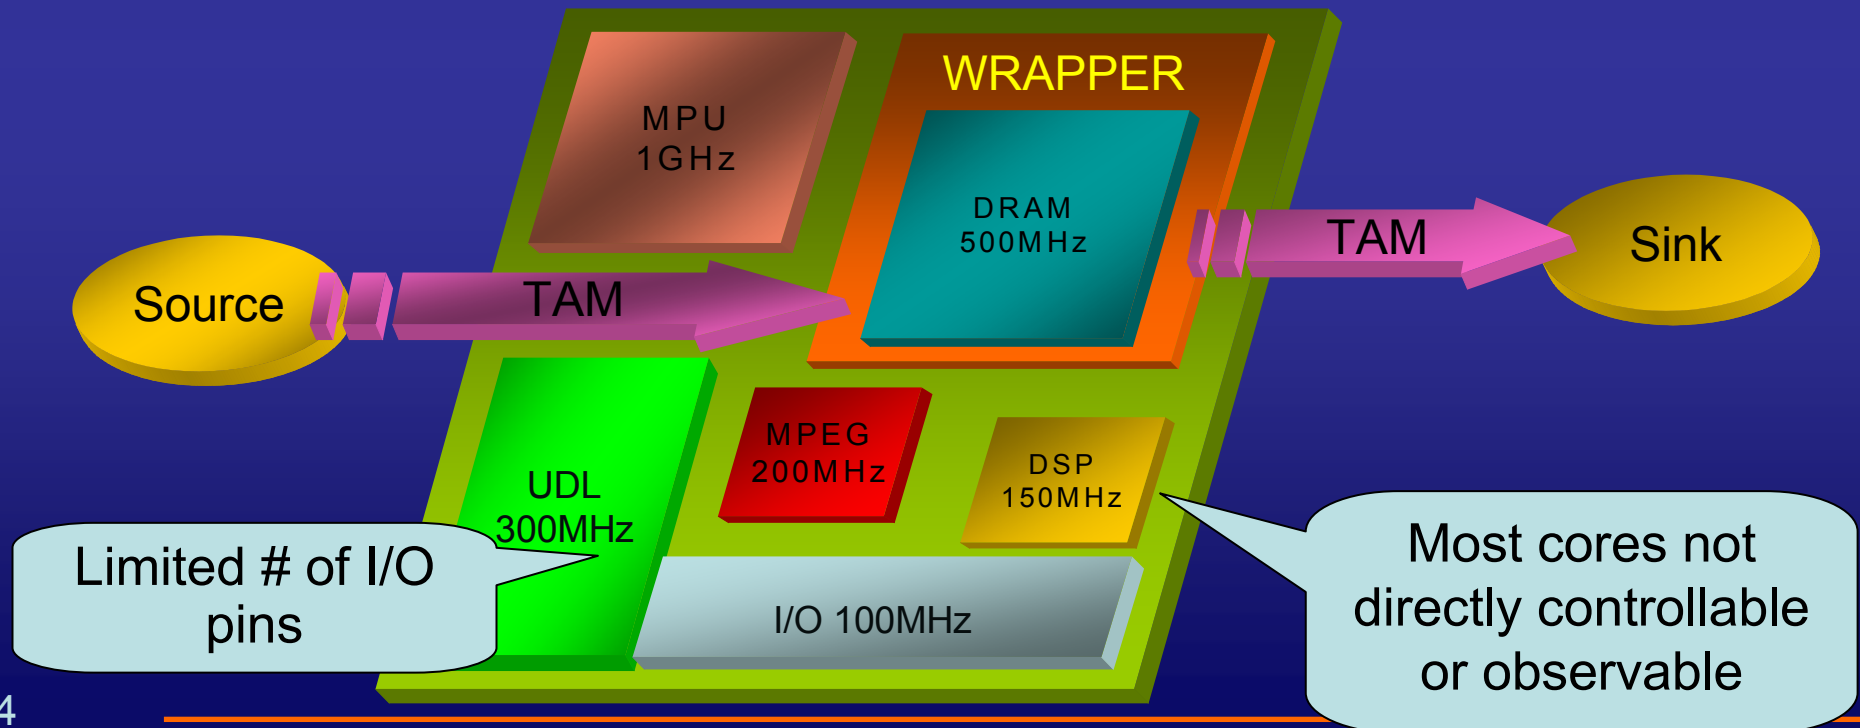 MPU
1GHz
WRAPPER
DRAM
500MHz
Source
TAM
TAM
Sink
UDL
300MHz
MPEG
200MHz
DSP
150MHz
I/O 100MHz
Limited # of I/O
pins
Most cores not
directly controllable
or observable
4